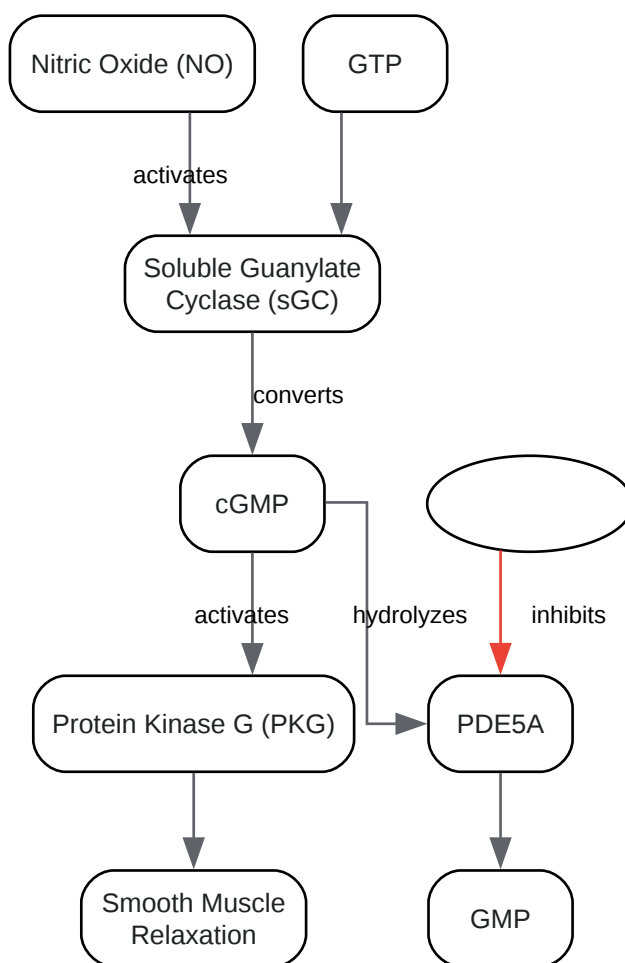 Nitric Oxide (NO)
GTP
activates
Soluble Guanylate
Cyclase (sGC)
converts
cGMP
activates
hydrolyzes
inhibits
Protein Kinase G (PKG)
PDE5A
Smooth Muscle
Relaxation
GMP